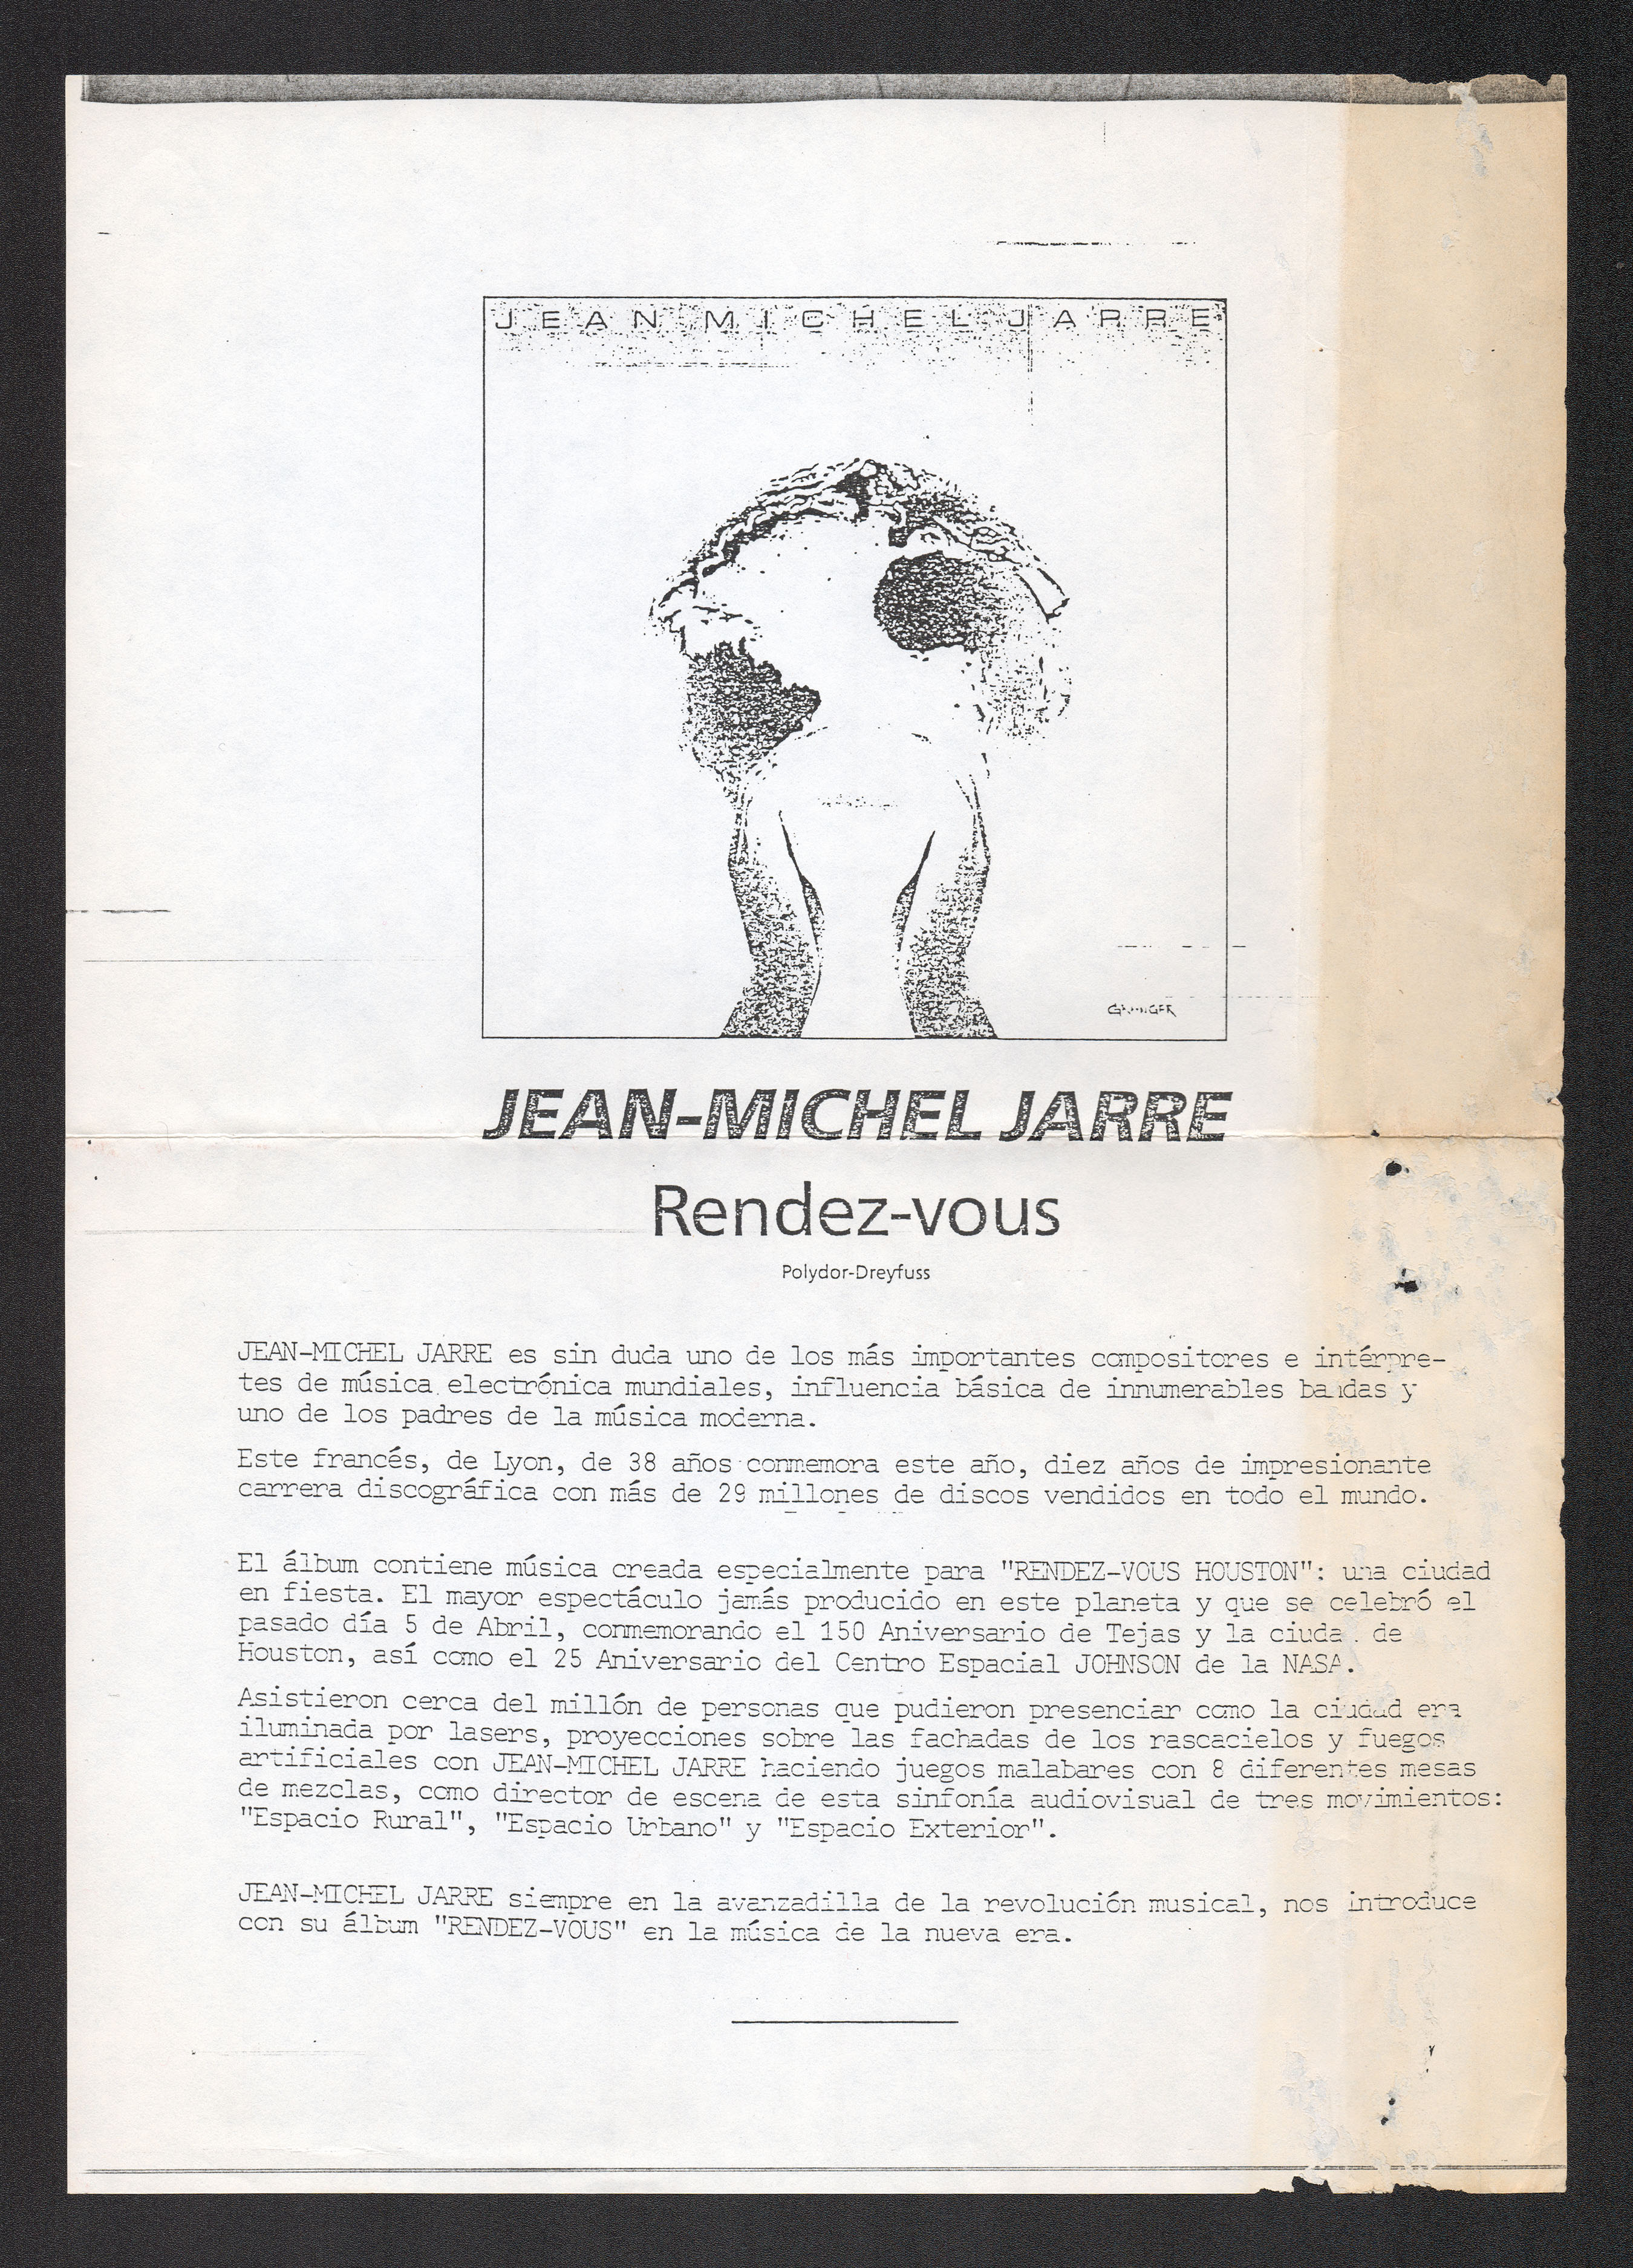 JEAN MICHEL JARRE
GRANGER
JEAN-MICHEL JARRE
Rendez-vous
Polydor-Dreyfuss
JEAN-MICHEL JARRE es sin duda uno de los más importantes compositores e intérpre-
tes de música electrónica mundiales, influencia básica de innumerables bandas y
uno de los padres de la música moderna.
Este francés, de Lyon, de 38 años conmemora este año, diez años de impresionante
carrera discográfica con más de 29 millones de discos vendidos en todo el mundo.
El álbum contiene música creada especialmente para "RENDEZ-VOUS HOUSTON": una ciudad
en fiesta. El mayor espectáculo jamás producido en este planeta y que se celebró el
pasado día 5 de Abril, conmemorando el 150 Aniversario de Tejas y la ciudad de
Houston, así como el 25 Aniversario del Centro Espacial JOHNSON de la NASA.
Asistieron cerca del millón de personas que pudieron presenciar como la ciudad era
iluminada por lasers, proyecciones sobre las fachadas de los rascacielos y fuegos
artificiales con JEAN-MICHEL JARRE haciendo juegos malabares con 8 diferentes mesas
de mezclas, como director de escena de esta sinfonía audiovisual de tres movimientos:
"Espacio Rural", "Espacio Urbano" y "Espacio Exterior".
JEAN-MICHEL JARRE siempre en la avanzadilla de la revolución musical, nos introduce
con su álbum "RENDEZ-VOUS" en la música de la nueva era.